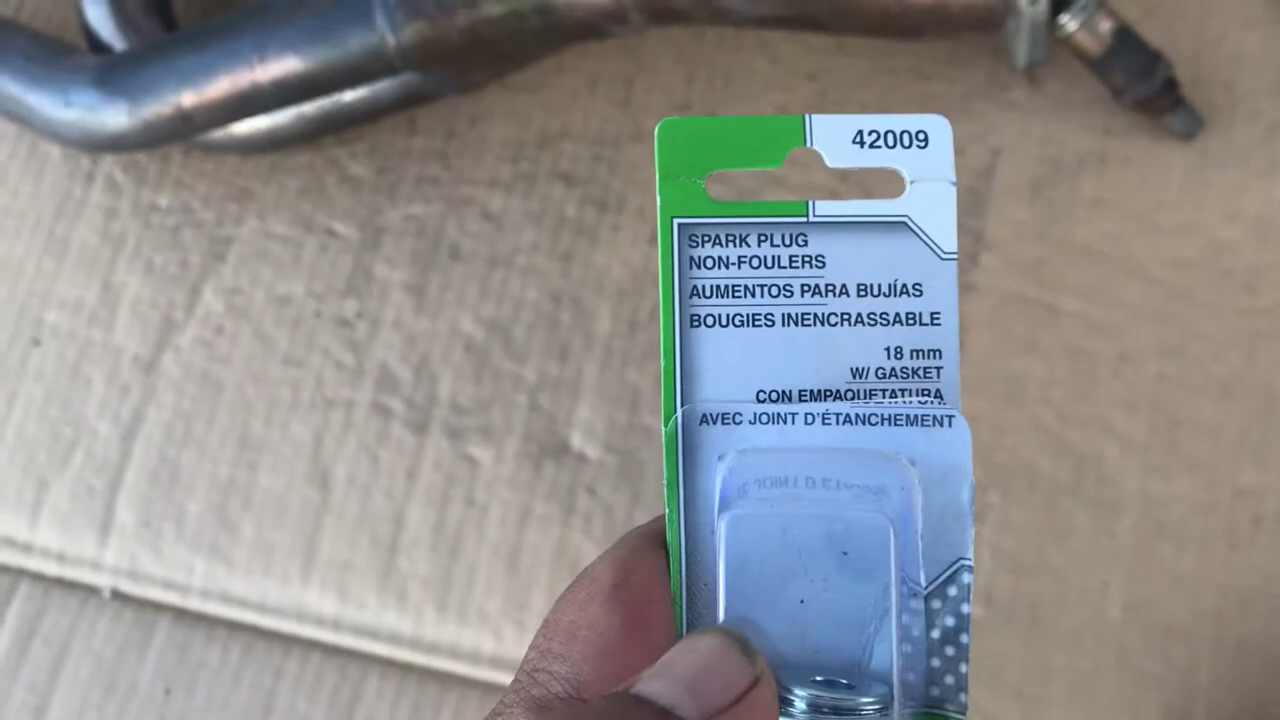 42009
SPARK PLUG
NON-FOULERS
AUMENTOS PARA BUJÍAS
BOUGIES INENCRASSABLE
18 mm
W/ GASKET
CON EMPAQUETATURA
AVEC JOINT D'ÉTANCHEMENT